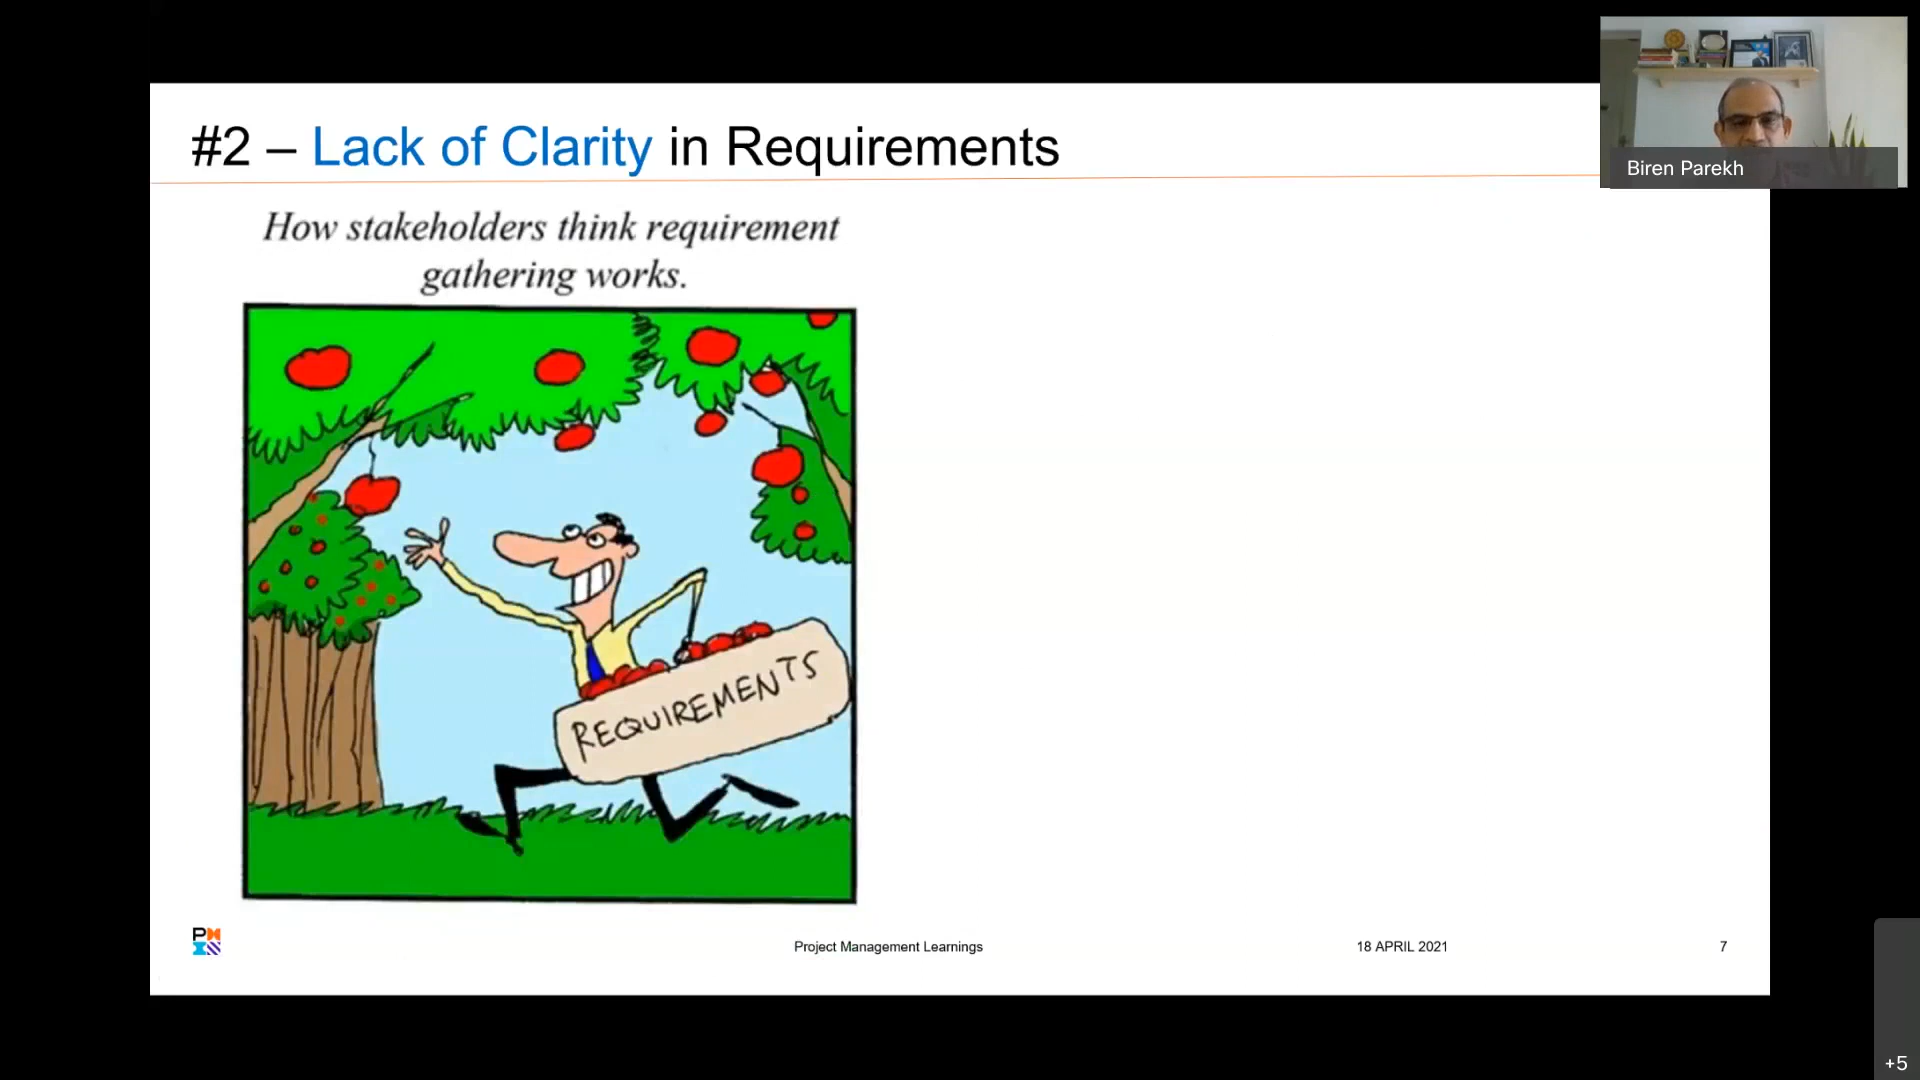 #2 – Lack of Clarity in Requirements
Biren Parekh
How stakeholders think requirement
gathering works.
REQUIREMENTS
Project Management Learnings
18 APRIL 2021
7
+5